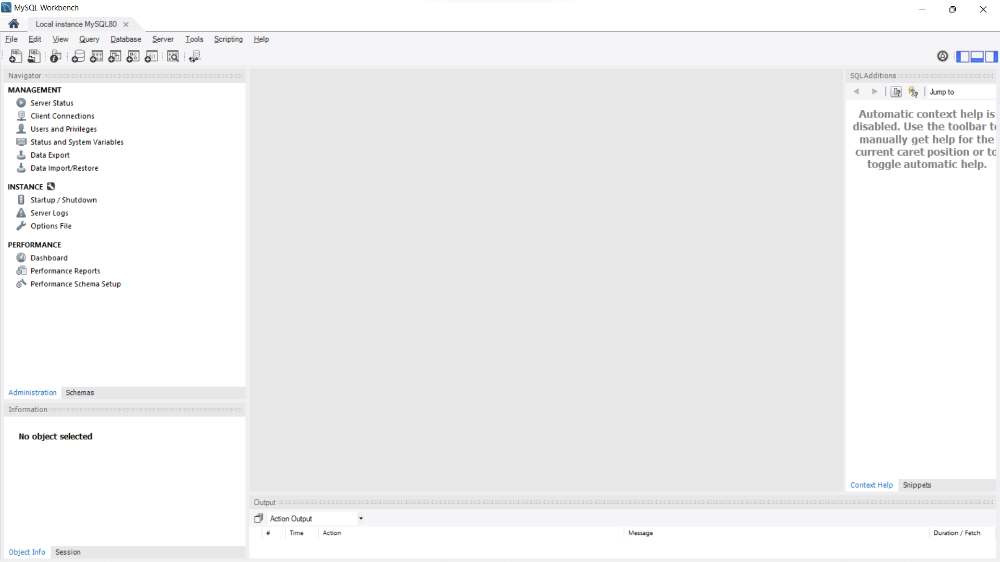 MySQL Workbench
Local instance MySQL80
File Edit View Query Database Server Tools Scripting Help
Navigator
MANAGEMENT
Server Status
Client Connections
Users and Privileges
Status and System Variables
Data Export
Data Import/Restore
INSTANCE
Startup / Shutdown
Server Logs
Options File
PERFORMANCE
Dashboard
Performance Reports
Performance Schema Setup
Administration Schemas
Information
No object selected
Object Info Session
SQLAdditions
Jump to
Automatic context help is
disabled. Use the toolbar
manually get help for the
current caret position or to
toggle automatic help.
Context Help Snippets
Output
Action Output
# Time Action Message Duration / Fetch